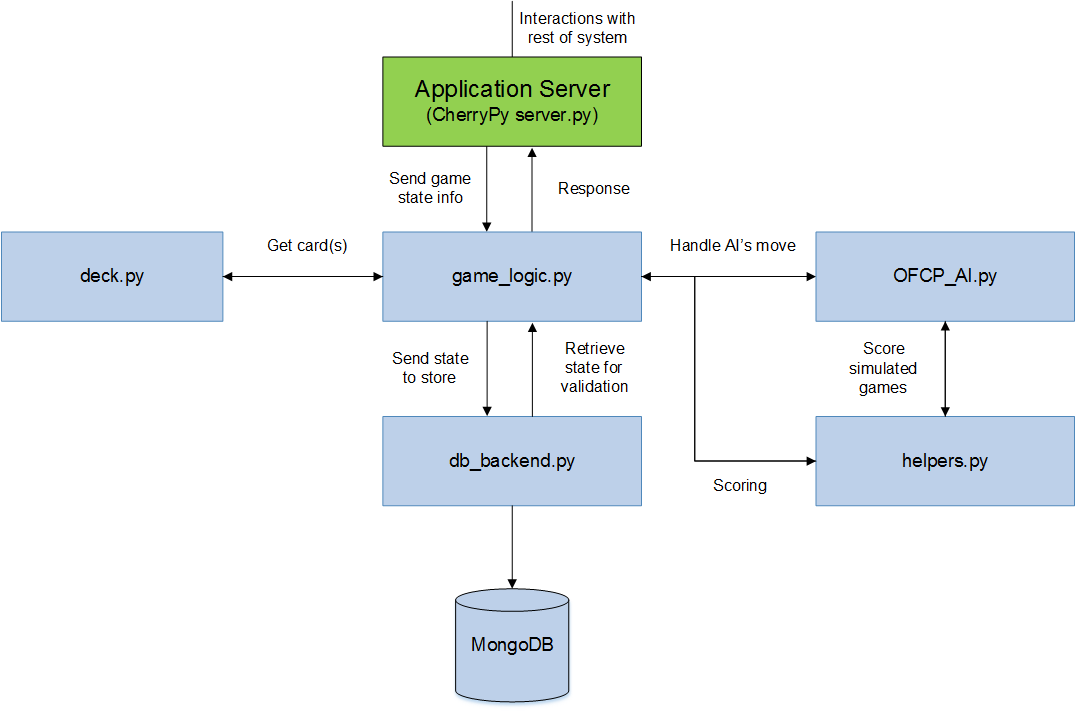 Interactions with
rest of system
Application Server
(CherryPy server.py)
Send game
state info
Response
deck.py
Get card(s)
game_logic.py
Handle AI's move
OFCP_AI.py
Send state
to store
Retrieve
state for
validation
Score
simulated
games
db_backend.py
Scoring
helpers.py
MongoDB